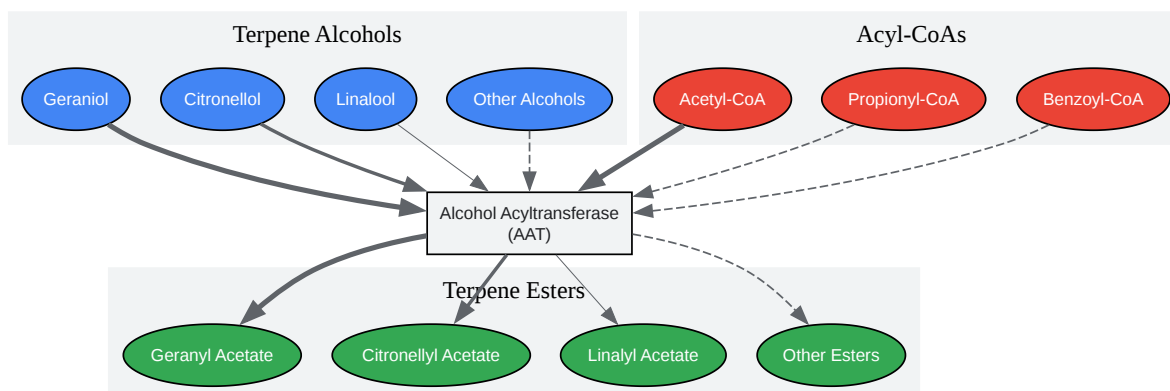 Terpene Alcohols
Acyl-CoAs
Geraniol
Citronellol
Linalool
Other Alcohols
Acetyl-CoA
Propionyl-CoA
Benzoyl-CoA
Alcohol Acyltransferase
(AAT)
Terpene Esters
Geranyl Acetate
Citronellyl Acetate
Linalyl Acetate
Other Esters